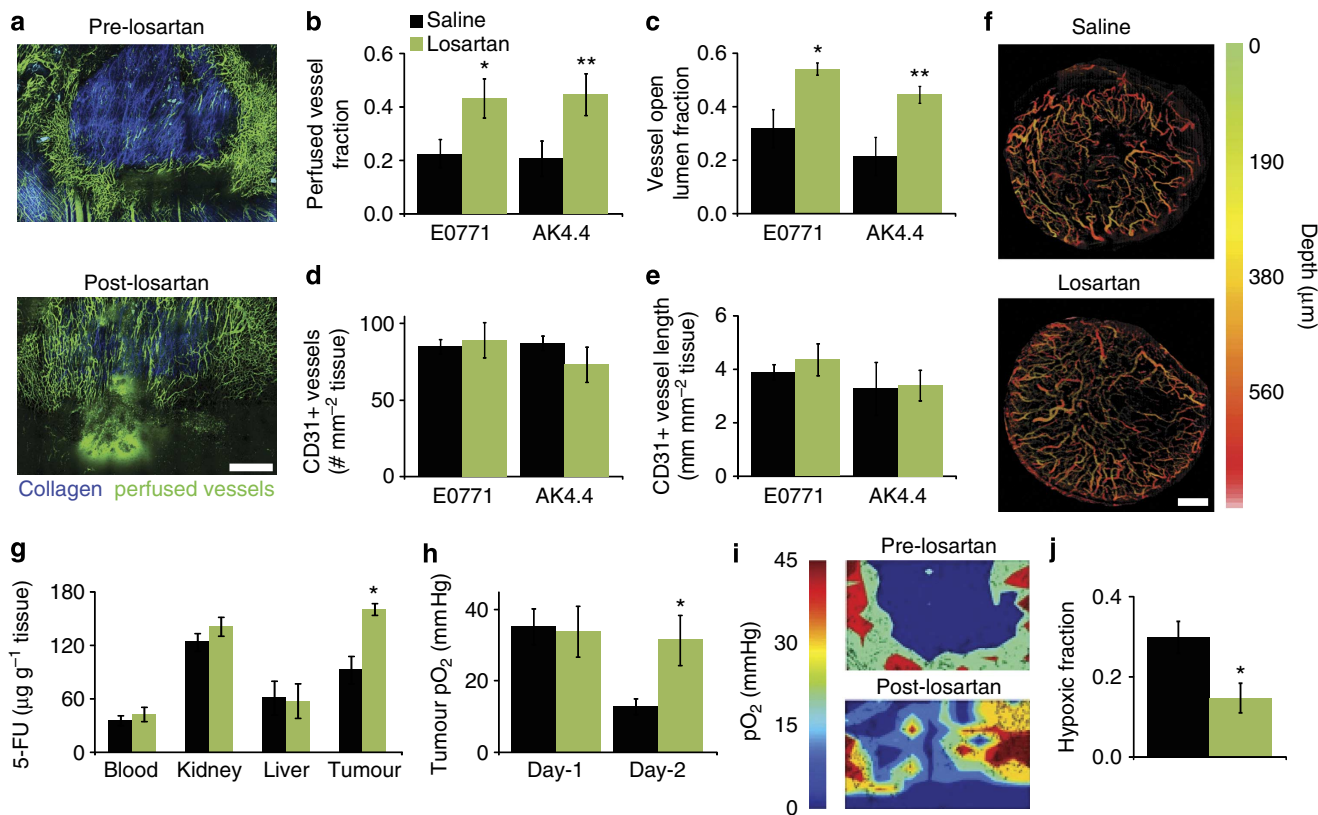 a
Pre-losartan
Post-losartan
Collagen perfused vessels
b
Saline
Losartan
Perfused vessel
fraction
0.6
0.4
0.2
0.0
*
**
E0771
AK4.4
c
Vessel open
lumen fraction
0.6
0.4
0.2
0.0
*
**
E0771
AK4.4
d
CD31+ vessels
(# mm⁻² tissue)
100
50
0
E0771
AK4.4
e
CD31+ vessel length
(mm mm⁻² tissue)
6
4
2
0
E0771
AK4.4
f
Saline
Losartan
0
190
380
560
Depth (μm)
g
5-FU (μg g⁻¹ tissue)
180
120
60
0
*
Blood
Kidney
Liver
Tumour
h
Tumour pO₂ (mmHg)
40
20
0
*
Day-1
Day-2
i
pO₂ (mmHg)
45
30
15
0
Pre-losartan
Post-losartan
j
Hypoxic fraction
0.4
0.2
0.0
*